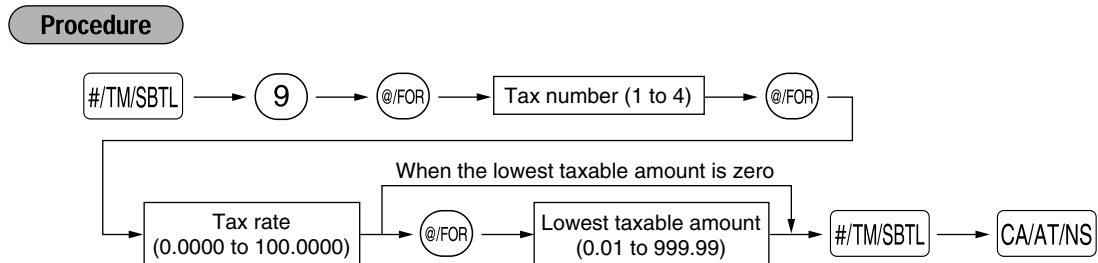 Procedure
#/TM/SBTL 9 @/FOR Tax number (1 to 4) @/FOR
When the lowest taxable amount is zero
Tax rate
(0.0000 to 100.0000)
@/FOR
Lowest taxable amount
(0.01 to 999.99)
#/TM/SBTL CA/AT/NS